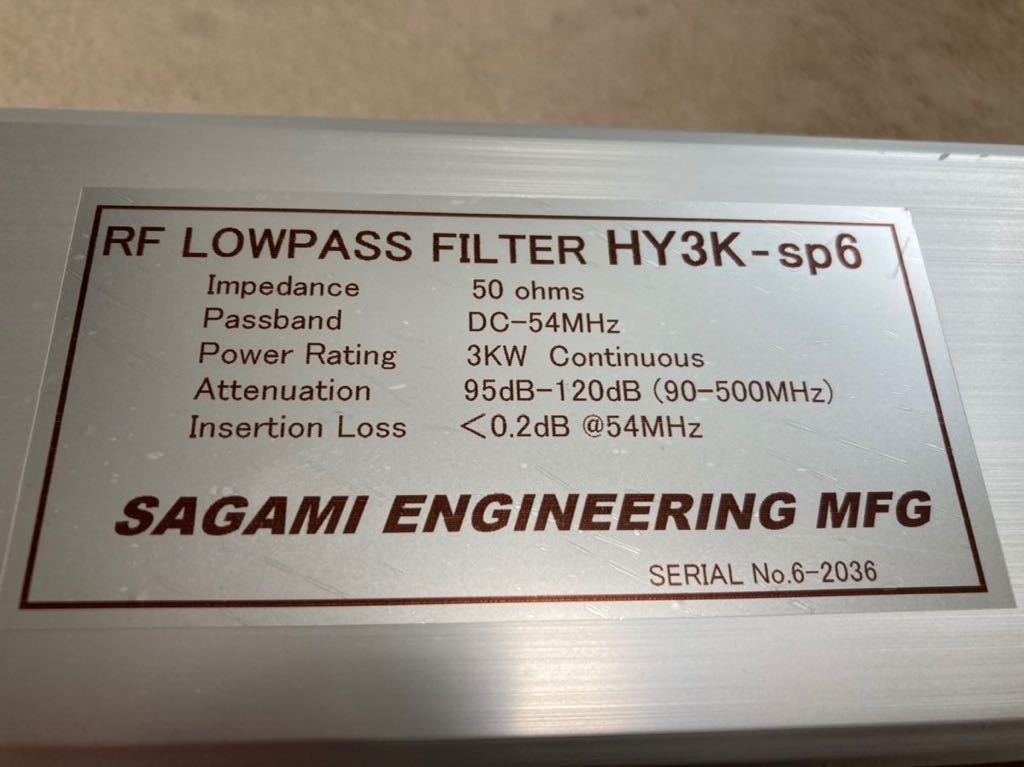 RF LOWPASS FILTER HY3K-sp6
Impedance 50 ohms
Passband DC-54MHz
Power Rating 3KW Continuous
Attenuation 95dB-120dB (90-500MHz)
Insertion Loss <0.2dB @54MHz
SAGAMI ENGINEERING MFG
SERIAL No.6-2036